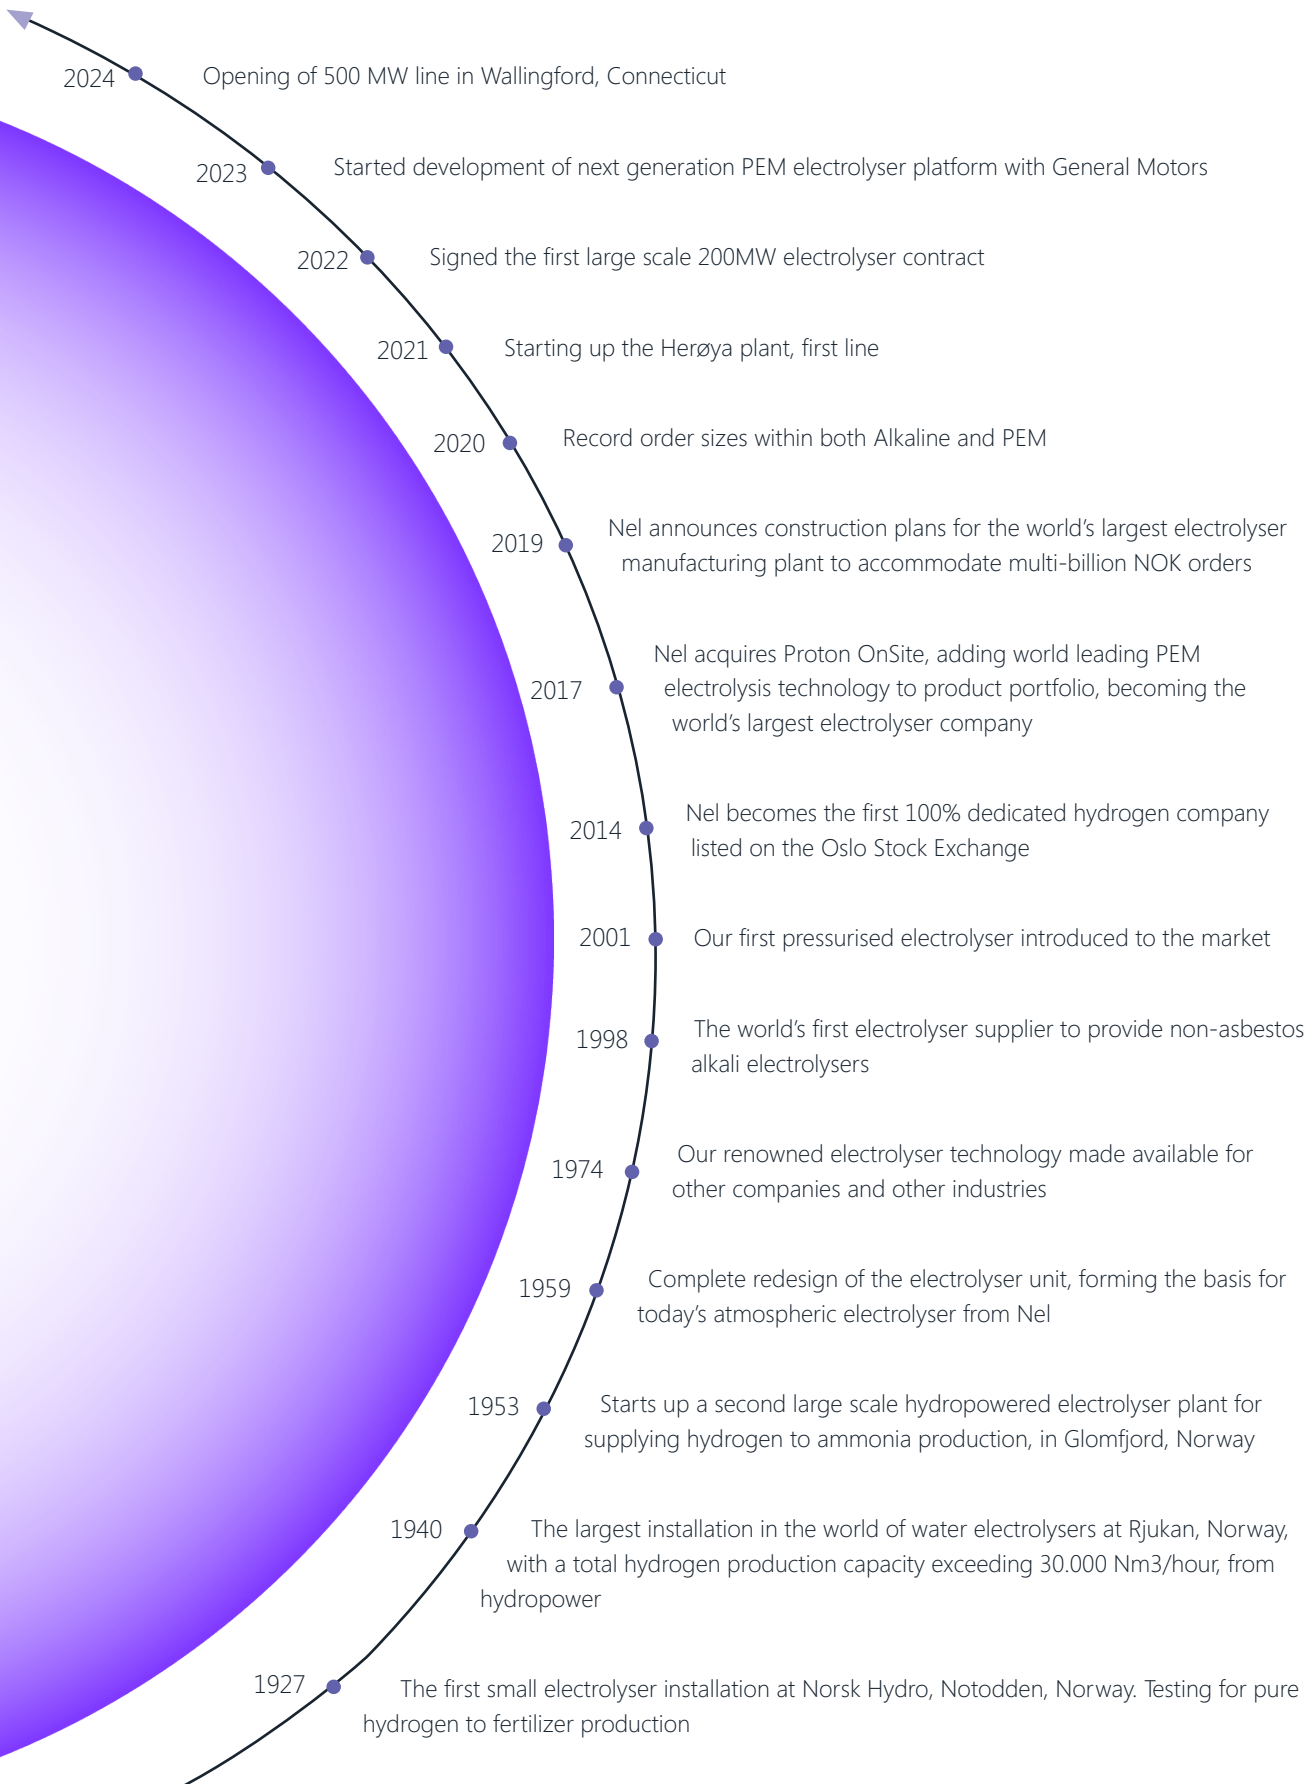 2024 Opening of 500 MW line in Wallingford, Connecticut
2023 Started development of next generation PEM electrolyser platform with General Motors
2022 Signed the first large scale 200MW electrolyser contract
2021 Starting up the Herøya plant, first line
2020 Record order sizes within both Alkaline and PEM
2019 Nel announces construction plans for the world’s largest electrolyser
manufacturing plant to accommodate multi-billion NOK orders
2017 Nel acquires Proton OnSite, adding world leading PEM
electrolysis technology to product portfolio, becoming the
world’s largest electrolyser company
2014 Nel becomes the first 100% dedicated hydrogen company
listed on the Oslo Stock Exchange
2001 Our first pressurised electrolyser introduced to the market
1998 The world’s first electrolyser supplier to provide non-asbestos
alkali electrolysers
1974 Our renowned electrolyser technology made available for
other companies and other industries
1959 Complete redesign of the electrolyser unit, forming the basis for
today’s atmospheric electrolyser from Nel
1953 Starts up a second large scale hydropowered electrolyser plant for
supplying hydrogen to ammonia production, in Glomfjord, Norway
1940 The largest installation in the world of water electrolysers at Rjukan, Norway,
with a total hydrogen production capacity exceeding 30.000 Nm3/hour, from
hydropower
1927 The first small electrolyser installation at Norsk Hydro, Notodden, Norway. Testing for pure
hydrogen to fertilizer production